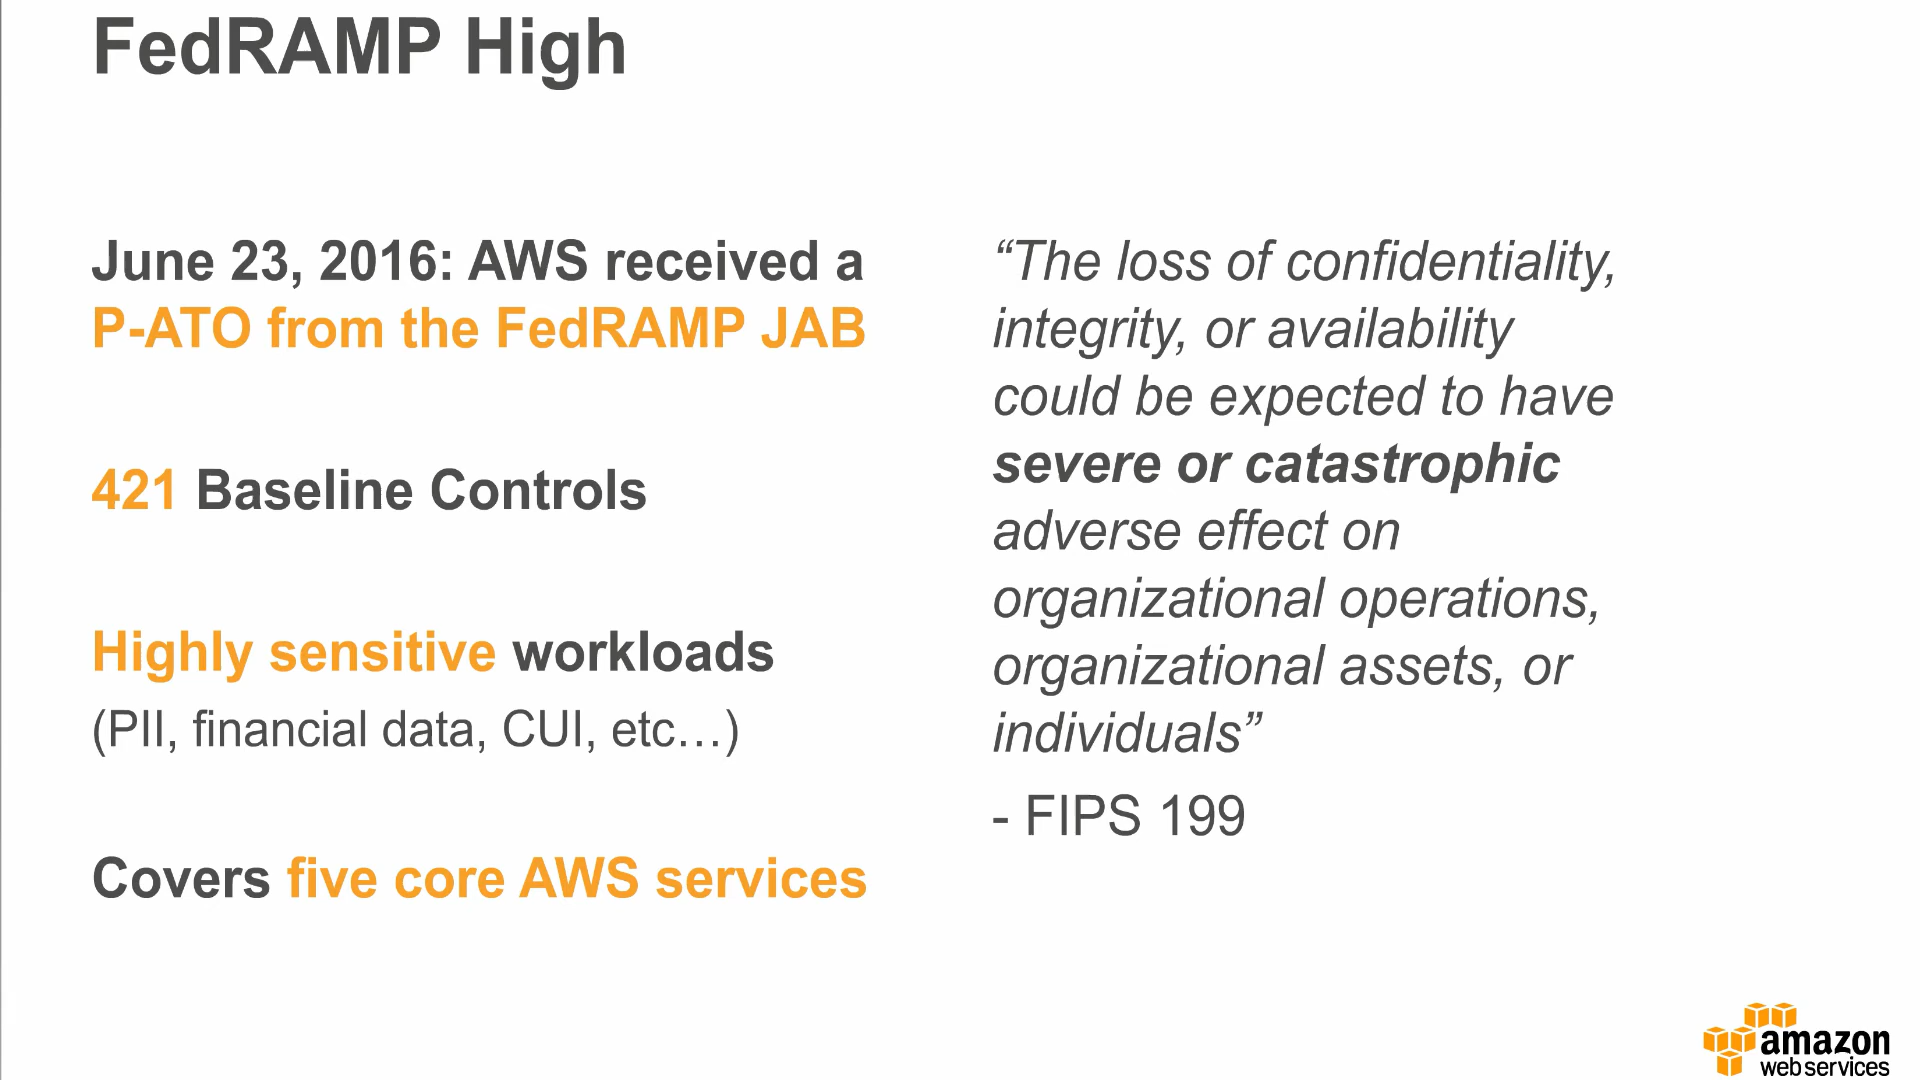 FedRAMP High
June 23, 2016: AWS received a
P-ATO from the FedRAMP JAB
421 Baseline Controls
Highly sensitive workloads
(PII, financial data, CUI, etc…)
Covers five core AWS services
“The loss of confidentiality,
integrity, or availability
could be expected to have
severe or catastrophic
adverse effect on
organizational operations,
organizational assets, or
individuals”
- FIPS 199
amazon
web services